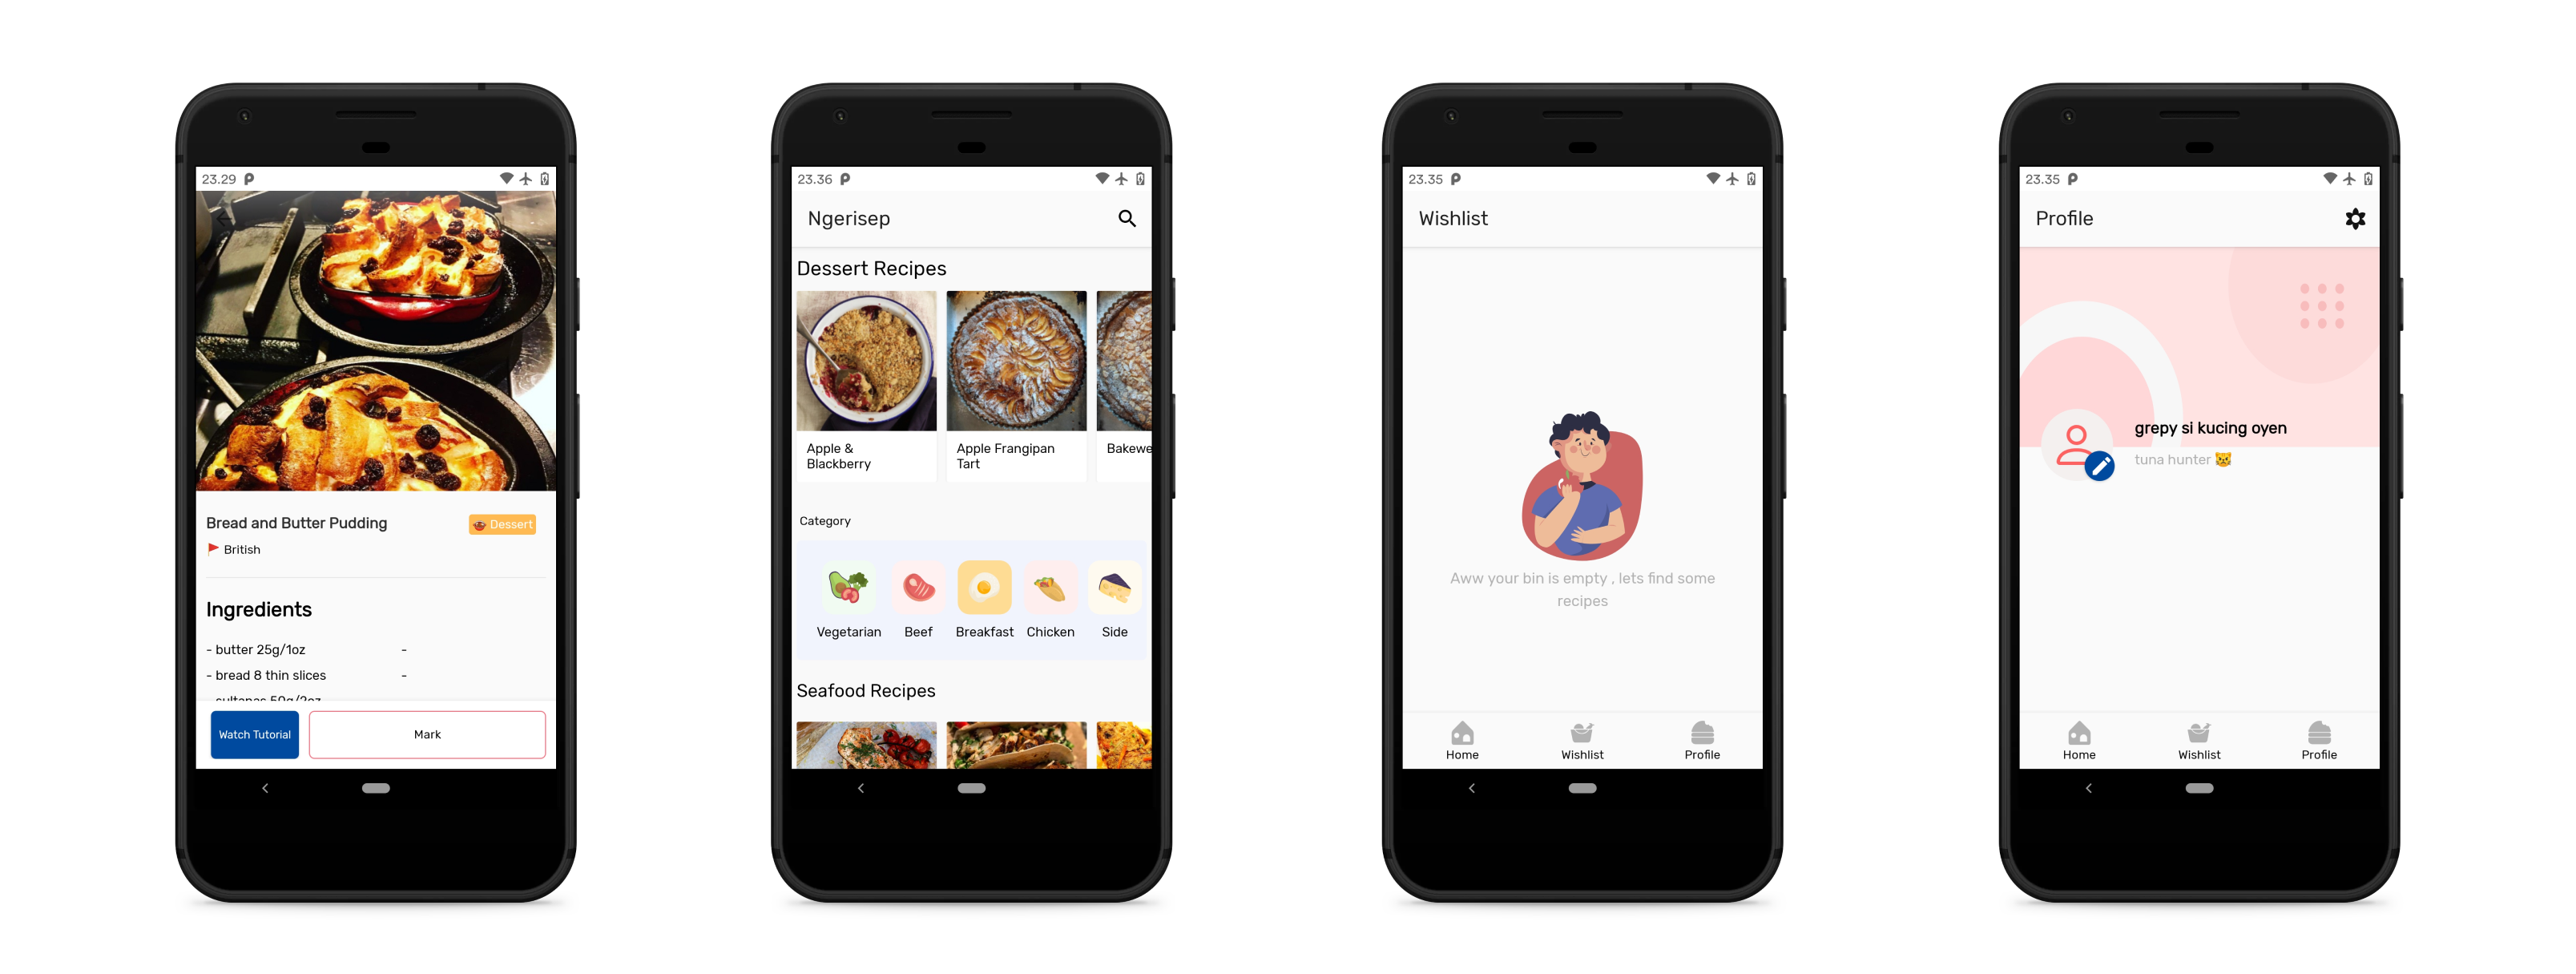 23.29
Bread and Butter Pudding
Dessert
British
Ingredients
- butter 25g/1oz -
- bread 8 thin slices -
- sultanas 50g/2oz
Watch Tutorial
Mark
23.36
Ngerisep
Dessert Recipes
Apple &
Blackberry
Apple Frangipan
Tart
Bakewe
Category
Vegetarian Beef Breakfast Chicken Side
Seafood Recipes
23.35
Wishlist
Aww your bin is empty , lets find some
recipes
Home Wishlist Profile
23.35
Profile
grepy si kucing oyen
tuna hunter 😼
Home Wishlist Profile